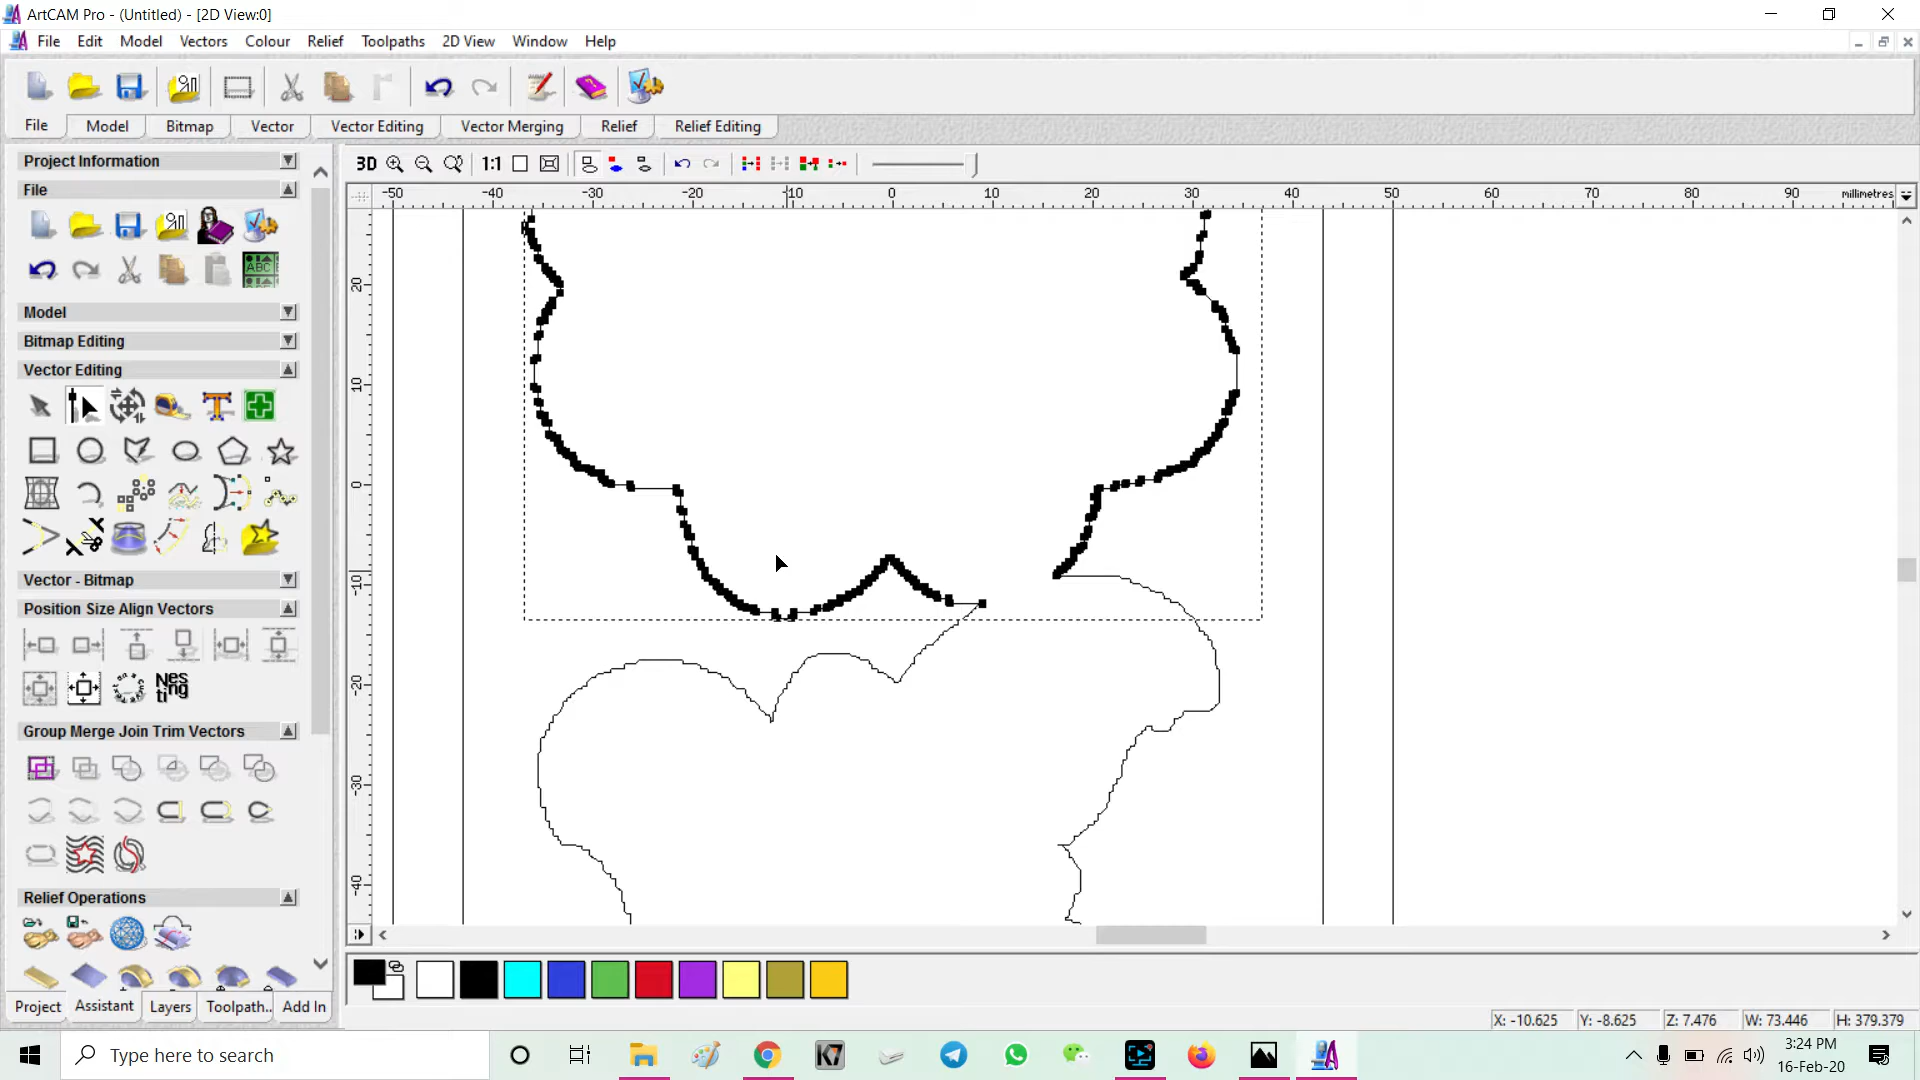 ArtCAM Pro - (Untitled) - [2D View:0]
File Edit Model Vectors Colour Relief Toolpaths 2D View Window Help
File Model Bitmap Vector Vector Editing Vector Merging Relief Relief Editing
Project Information
3D 1:1
File
-50 -40 -30 -20 -10 0 10 20 30 40 50 60 70 80 90 millimetres
20
10
0
-10
-20
-30
-40
ABC
Model
Bitmap Editing
Vector Editing
Vector - Bitmap
Position Size Align Vectors
Nes
ting
Group Merge Join Trim Vectors
Relief Operations
Project Assistant Layers Toolpath.. Add In
X: -10.625 Y: -8.625 Z: 7.476 W: 73.446 H: 379.379
Type here to search
K7
3:24 PM
16-Feb-20